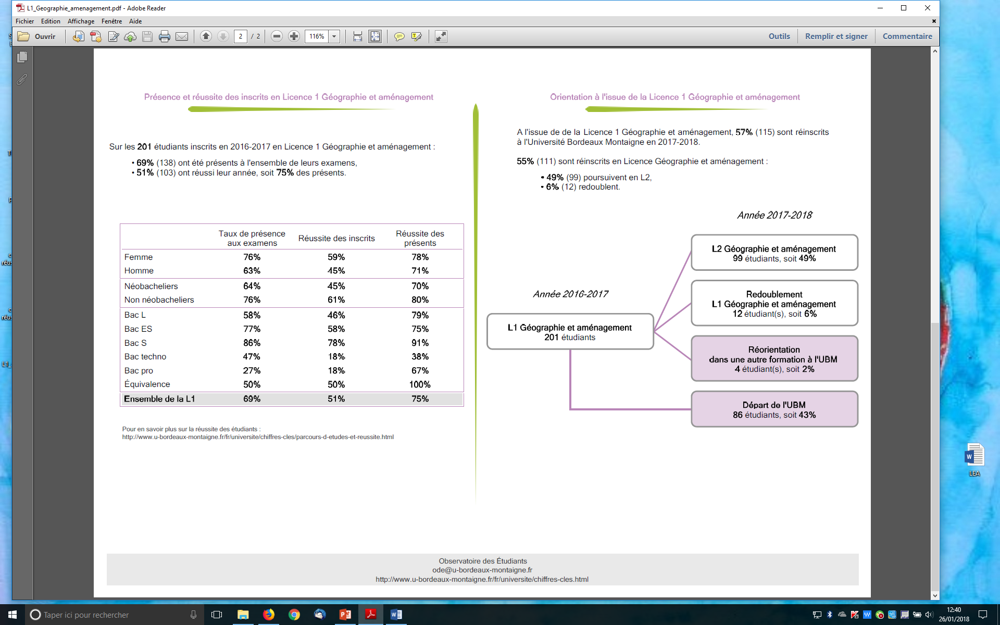 L1_Geographie_amenagement.pdf - Adobe Reader
Fichier Edition Affichage Fenêtre Aide
Ouvrir 2 / 2 116% Outils Remplir et signer Commentaire
Présence et réussite des inscrits en Licence 1 Géographie et aménagement
Sur les 201 étudiants inscrits en 2016-2017 en Licence 1 Géographie et aménagement :
• 69% (138) ont été présents à l'ensemble de leurs examens,
• 51% (103) ont réussi leur année, soit 75% des présents.
Taux de présence aux examens Réussite des inscrits Réussite des présents
Femme 76% 59% 78%
Homme 63% 45% 71%
Néobacheliers 64% 45% 70%
Non néobacheliers 76% 61% 80%
Bac L 58% 46% 79%
Bac ES 77% 58% 75%
Bac S 86% 78% 91%
Bac techno 47% 18% 38%
Bac pro 27% 18% 67%
Équivalence 50% 50% 100%
Ensemble de la L1 69% 51% 75%
Pour en savoir plus sur la réussite des étudiants :
http://www.u-bordeaux-montaigne.fr/fr/universite/chiffres-cles/parcours-d-etudes-et-reussite.html
Orientation à l'issue de la Licence 1 Géographie et aménagement
A l'issue de de la Licence 1 Géographie et aménagement, 57% (115) sont réinscrits
à l'Université Bordeaux Montaigne en 2017-2018.
55% (111) sont réinscrits en Licence Géographie et aménagement :
• 49% (99) poursuivent en L2,
• 6% (12) redoublent.
Année 2017-2018
Année 2016-2017
L1 Géographie et aménagement
201 étudiants
L2 Géographie et aménagement
99 étudiants, soit 49%
Redoublement
L1 Géographie et aménagement
12 étudiant(s), soit 6%
Réorientation
dans une autre formation à l'UBM
4 étudiant(s), soit 2%
Départ de l'UBM
86 étudiants, soit 43%
Observatoire des Étudiants
ode@u-bordeaux-montaigne.fr
http://www.u-bordeaux-montaigne.fr/fr/universite/chiffres-cles.html
LEA
Taper ici pour rechercher
12:40
26/01/2018